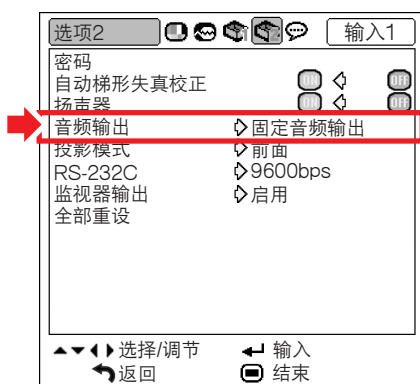 选项2 输入1
密码
自动梯形失真校正 ON OFF
扬声器 ON OFF
音频输出 固定音频输出
投影模式 前面
RS-232C 9600bps
监视器输出 启用
全部重设
选择/调节 输入
返回 结束